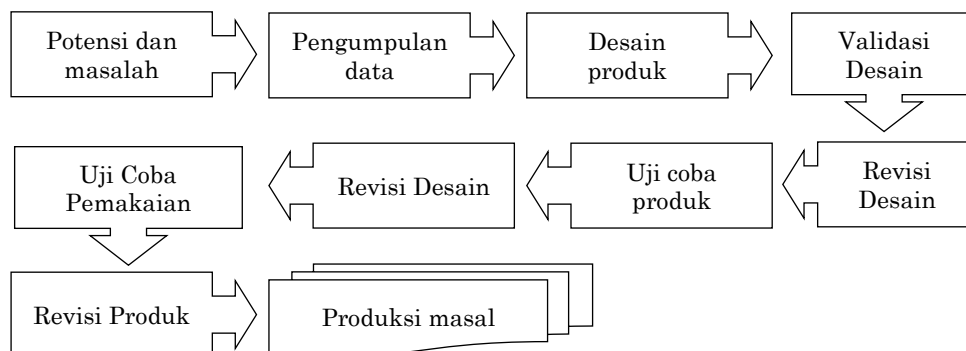 Potensi dan
masalah
Pengumpulan
data
Desain
produk
Validasi
Desain
Revisi
Desain
Uji coba
produk
Revisi Desain
Uji Coba
Pemakaian
Revisi Produk
Produksi masal